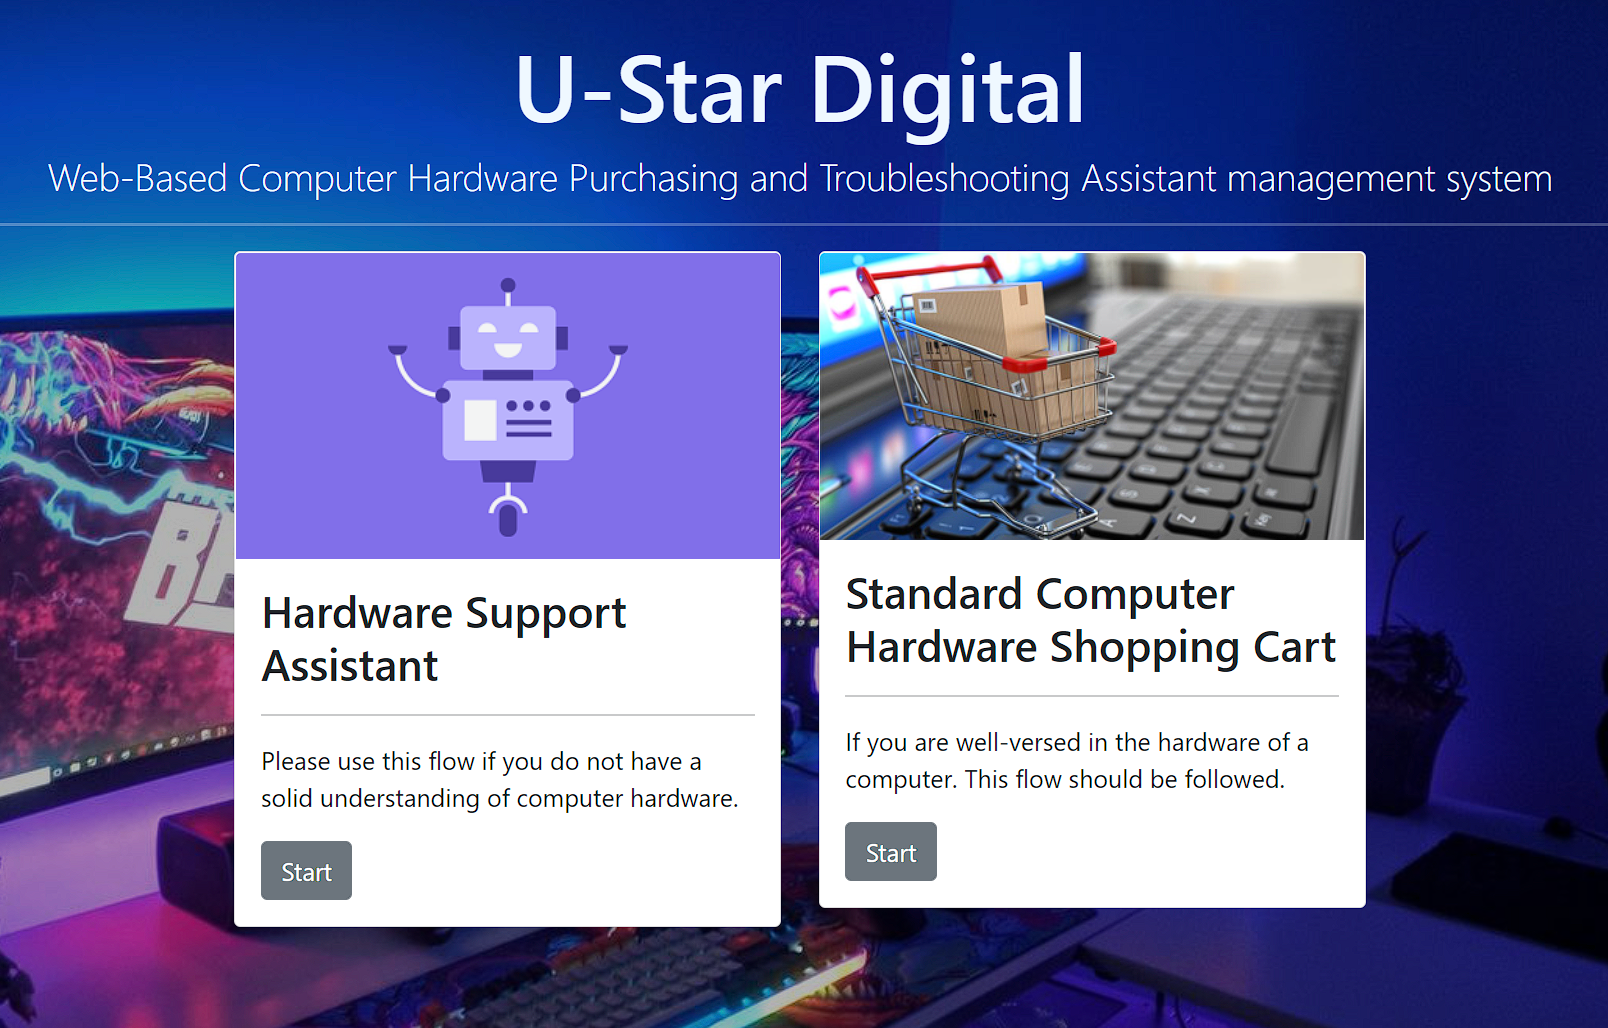 U-Star Digital
Web-Based Computer Hardware Purchasing and Troubleshooting Assistant management system
Hardware Support
Assistant
Please use this flow if you do not have a
solid understanding of computer hardware.
Start
Standard Computer
Hardware Shopping Cart
If you are well-versed in the hardware of a
computer. This flow should be followed.
Start